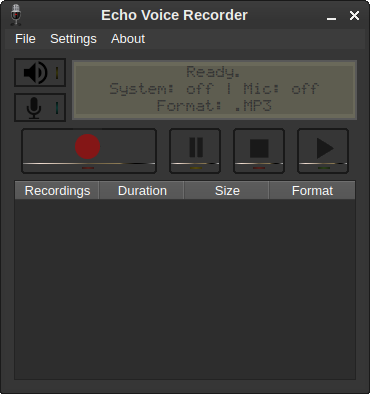 Echo Voice Recorder
File Settings About
Ready.
System: off | Mic: off
Format: .MP3
Recordings Duration Size Format